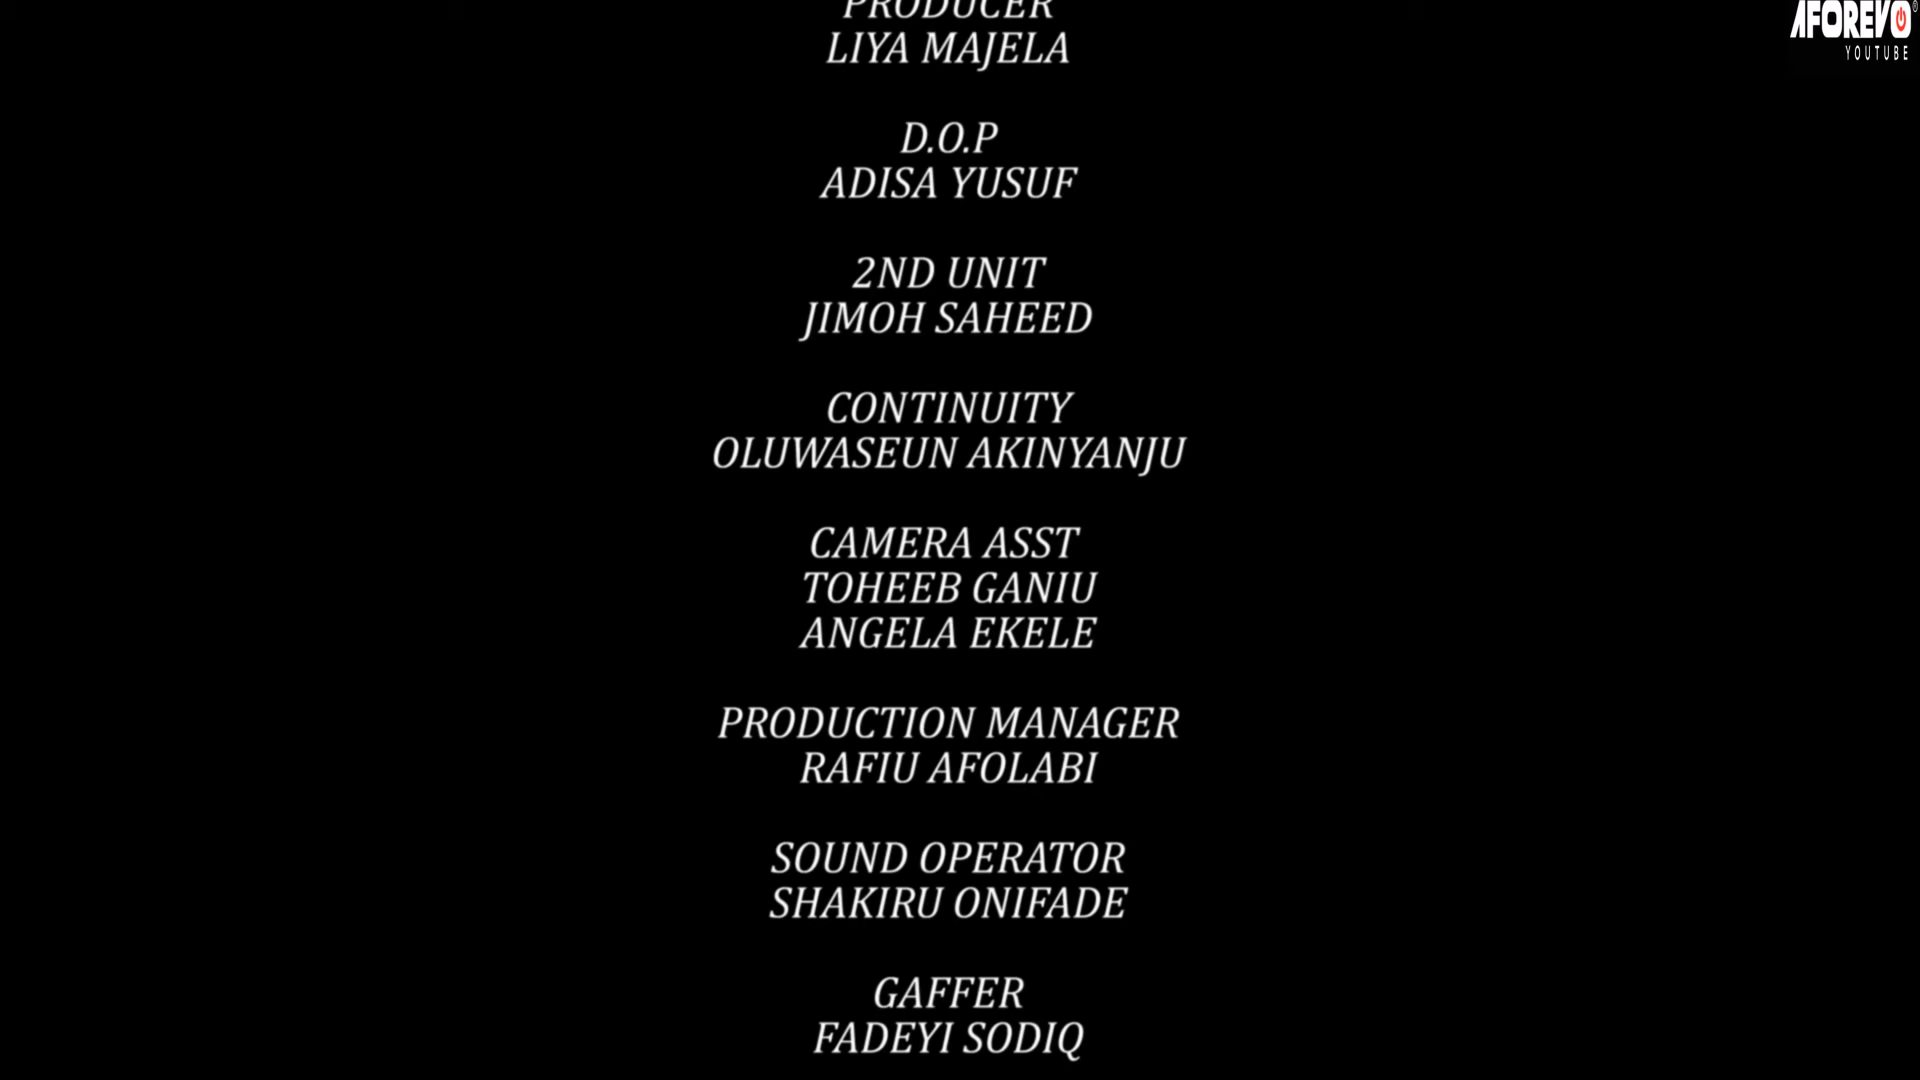 PRODUCER
LIYA MAJELA
D.O.P
ADISA YUSUF
2ND UNIT
JIMOH SAHEED
CONTINUITY
OLUWASEUN AKINYANJU
CAMERA ASST
TOHEEB GANIU
ANGELA EKELE
PRODUCTION MANAGER
RAFIU AFOLABI
SOUND OPERATOR
SHAKIRU ONIFADE
GAFFER
FADEYI SODIQ
AFOREVO
YOUTUBE